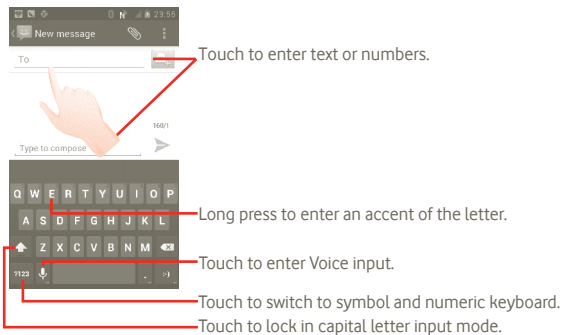 23:55
New message
To
Touch to enter text or numbers.
160/1
Type to compose
Q W E R T Y U I O P
A S D F G H J K L
Long press to enter an accent of the letter.
Z X C V B N M
Touch to enter Voice input.
?123 . :-)
Touch to switch to symbol and numeric keyboard.
Touch to lock in capital letter input mode.